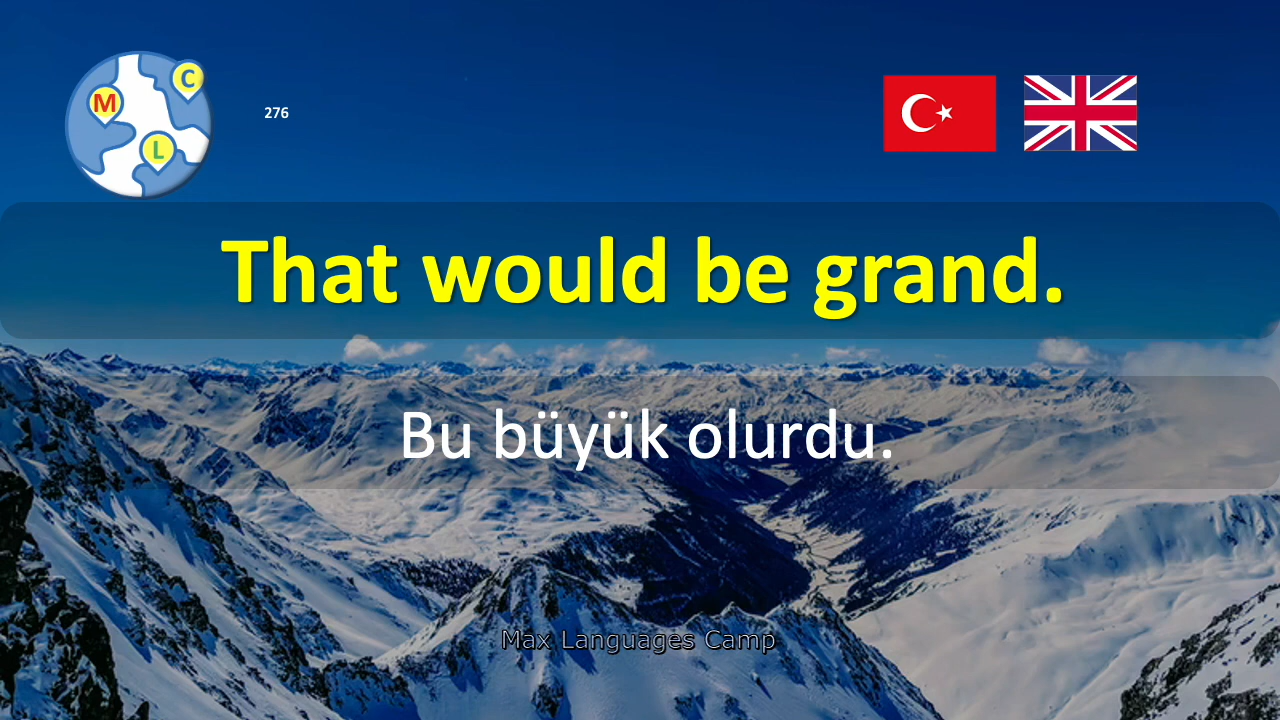 C
M
L
276
That would be grand.
Bu büyük olurdu.
Max Languages Camp